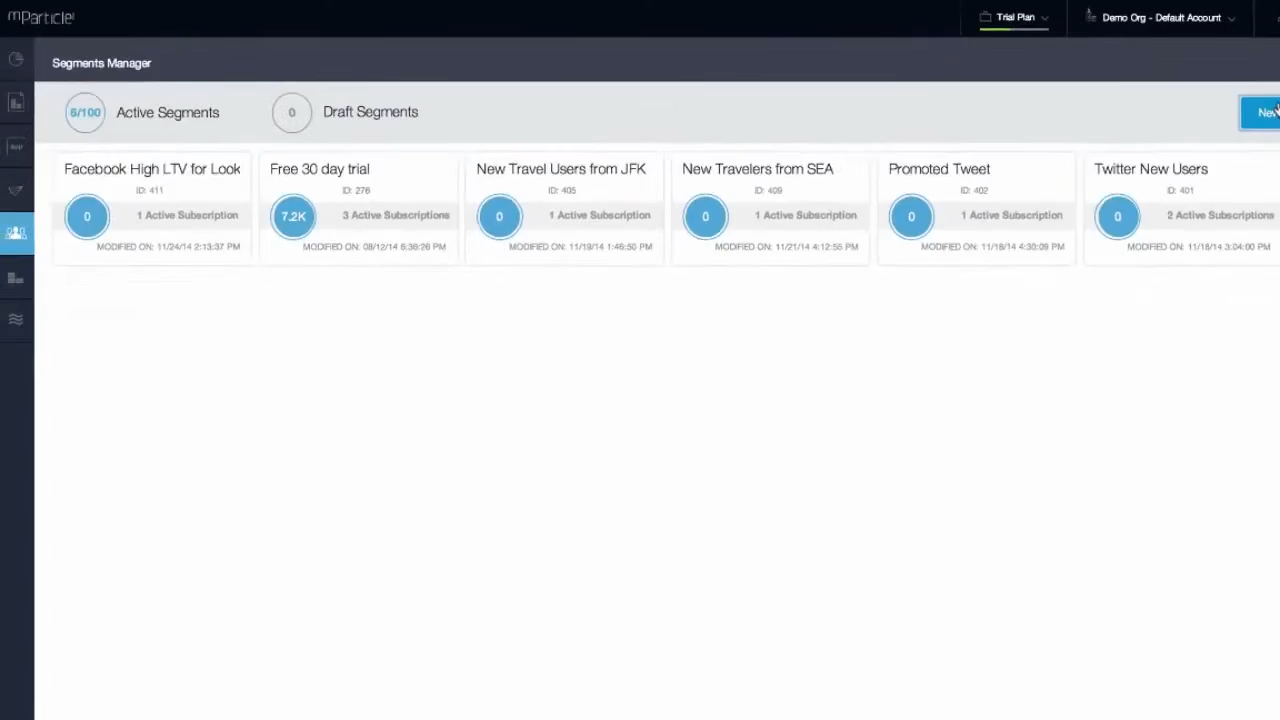 mParticle
Trial Plan
Demo Org - Default Account
Segments Manager
6/100
Active Segments
0
Draft Segments
New
Facebook High LTV for Look
ID: 411
0
1 Active Subscription
MODIFIED ON: 11/24/14 2:13:37 PM
Free 30 day trial
ID: 276
7.2K
3 Active Subscriptions
MODIFIED ON: 08/12/14 6:36:26 PM
New Travel Users from JFK
ID: 405
0
1 Active Subscription
MODIFIED ON: 11/19/14 1:46:50 PM
New Travelers from SEA
ID: 409
0
1 Active Subscription
MODIFIED ON: 11/21/14 4:12:56 PM
Promoted Tweet
ID: 402
0
1 Active Subscription
MODIFIED ON: 11/18/14 4:30:09 PM
Twitter New Users
ID: 401
0
2 Active Subscriptions
MODIFIED ON: 11/18/14 3:04:00 PM